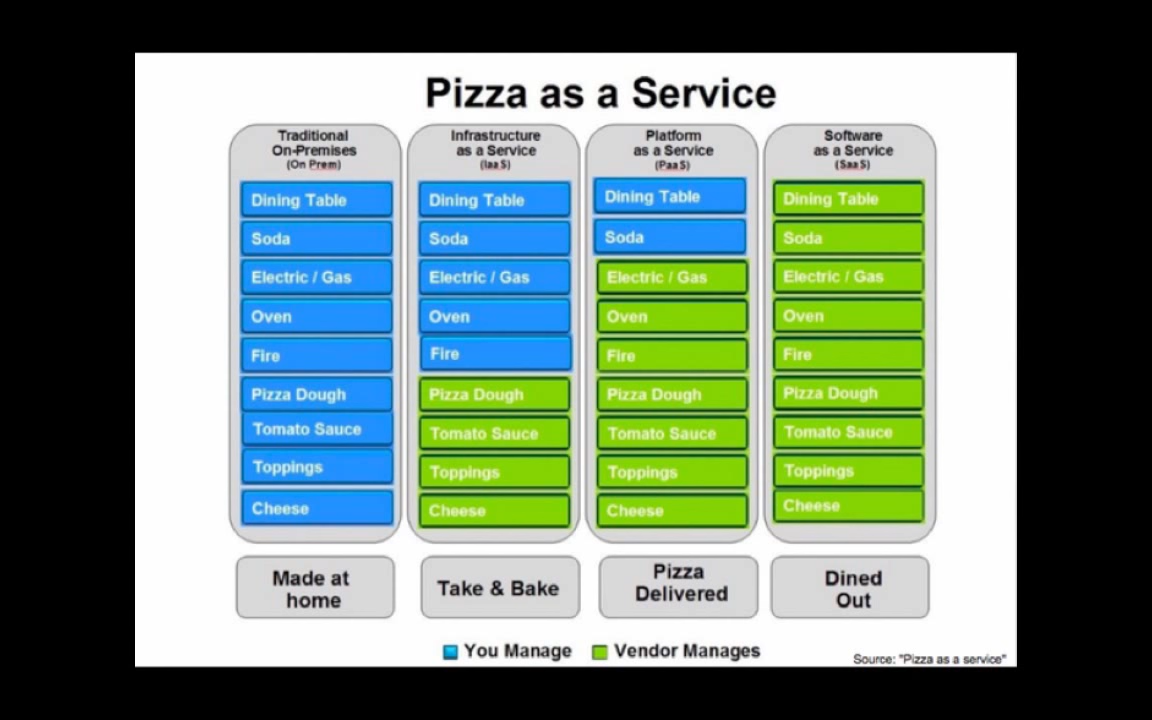 Pizza as a Service
Traditional
On-Premises
(On Prem)
Dining Table
Soda
Electric / Gas
Oven
Fire
Pizza Dough
Tomato Sauce
Toppings
Cheese
Made at
home
Infrastructure
as a Service
(IaaS)
Dining Table
Soda
Electric / Gas
Oven
Fire
Pizza Dough
Tomato Sauce
Toppings
Cheese
Take & Bake
Platform
as a Service
(PaaS)
Dining Table
Soda
Electric / Gas
Oven
Fire
Pizza Dough
Tomato Sauce
Toppings
Cheese
Pizza
Delivered
Software
as a Service
(SaaS)
Dining Table
Soda
Electric / Gas
Oven
Fire
Pizza Dough
Tomato Sauce
Toppings
Cheese
Dined
Out
You Manage
Vendor Manages
Source: "Pizza as a service"